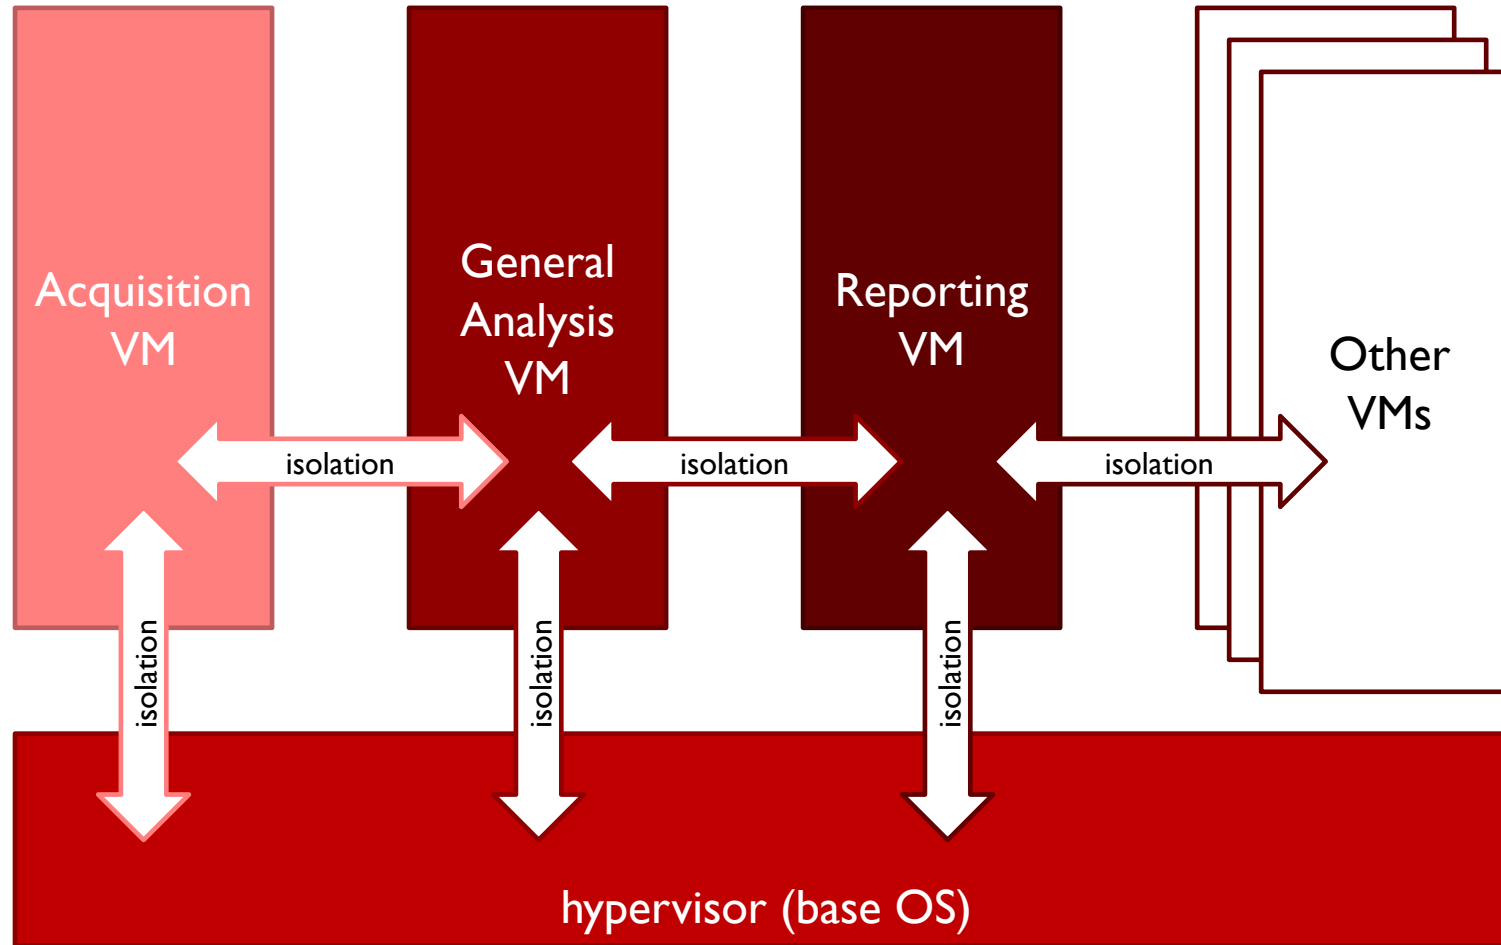 Acquisition
VM
General
Analysis
VM
Reporting
VM
Other
VMs
isolation
isolation
isolation
isolation
isolation
isolation
hypervisor (base OS)